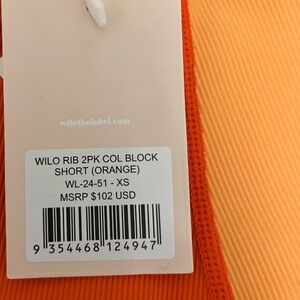 wilothelabel.com
WILO RIB 2PK COL BLOCK
SHORT (ORANGE)
WL-24-51 - XS
MSRP $102 USD
9 354468 124947